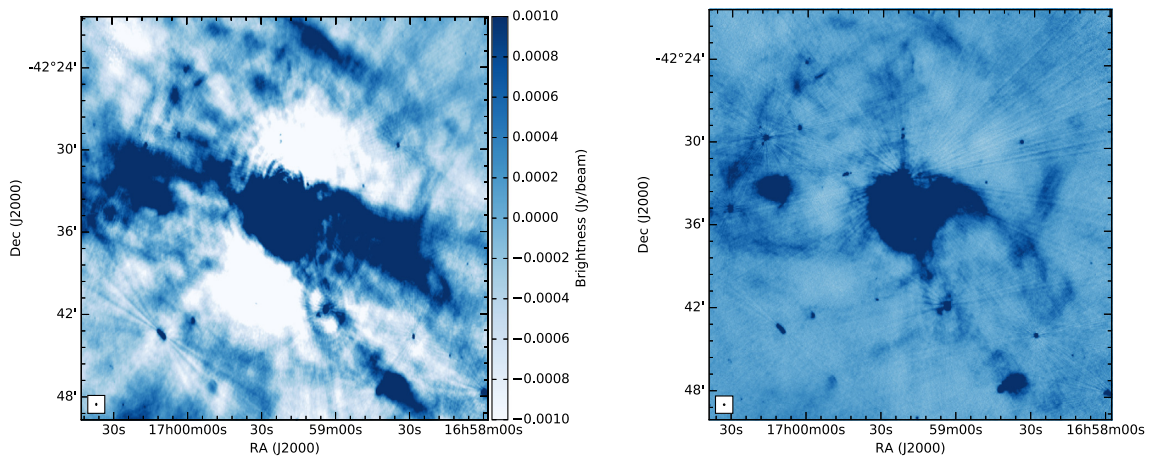 -42°24'
30'
36'
42'
48'
Dec (J2000)
30s
17h00m00s
30s
59m00s
30s
16h58m00s
RA (J2000)
0.0010
0.0008
0.0006
0.0004
0.0002
0.0000
−0.0002
−0.0004
−0.0006
−0.0008
−0.0010
Brightness (Jy/beam)
-42°24'
30'
36'
42'
48'
Dec (J2000)
30s
17h00m00s
30s
59m00s
30s
16h58m00s
RA (J2000)